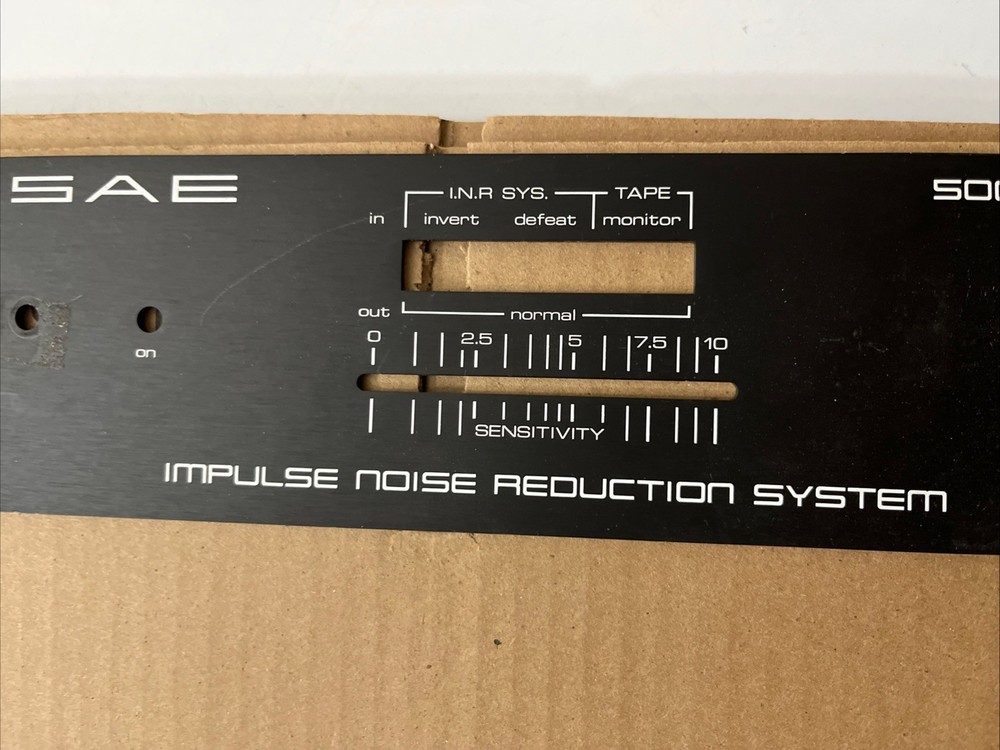 SAE
I.N.R SYS. TAPE
in invert defeat monitor
out normal
on
0 2.5 5 7.5 10
SENSITIVITY
IMPULSE NOISE REDUCTION SYSTEM